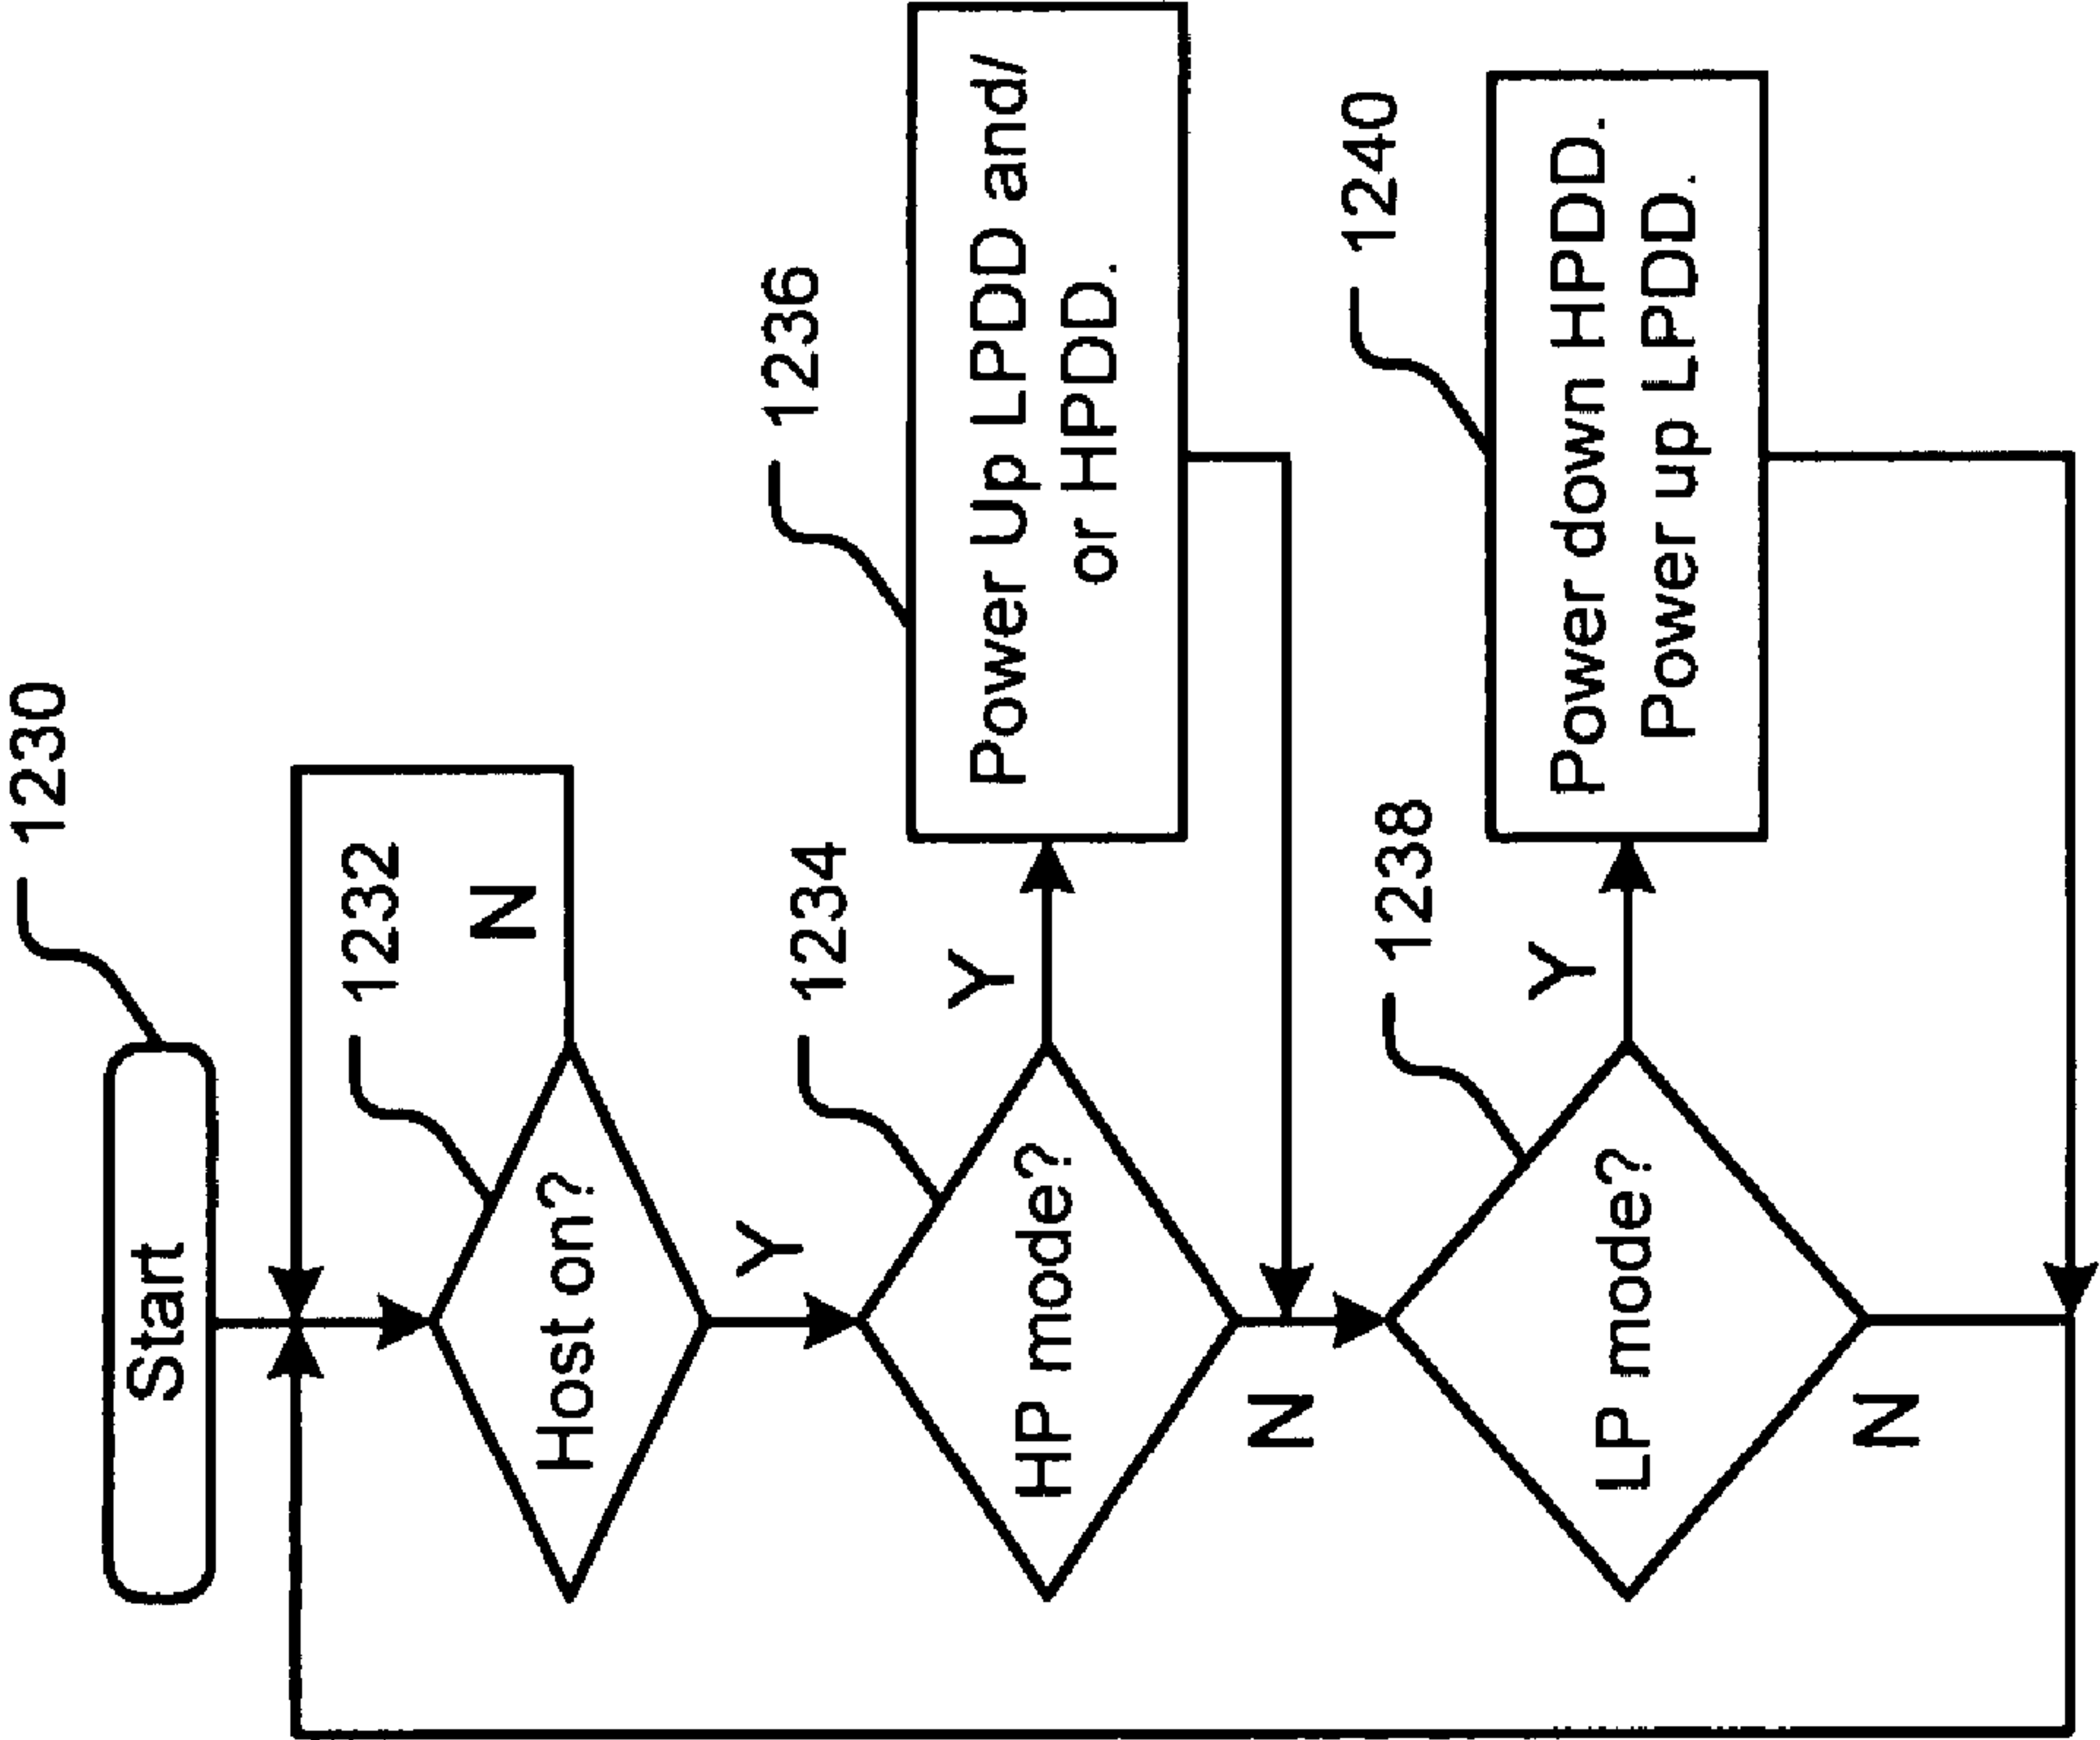 1230
Start
1232
Host on?
N
Y
1234
HP mode?
Y
1236
Power Up LPDD and/
or HPDD.
N
1238
LP mode?
Y
1240
Power down HPDD.
Power up LPDD.
N